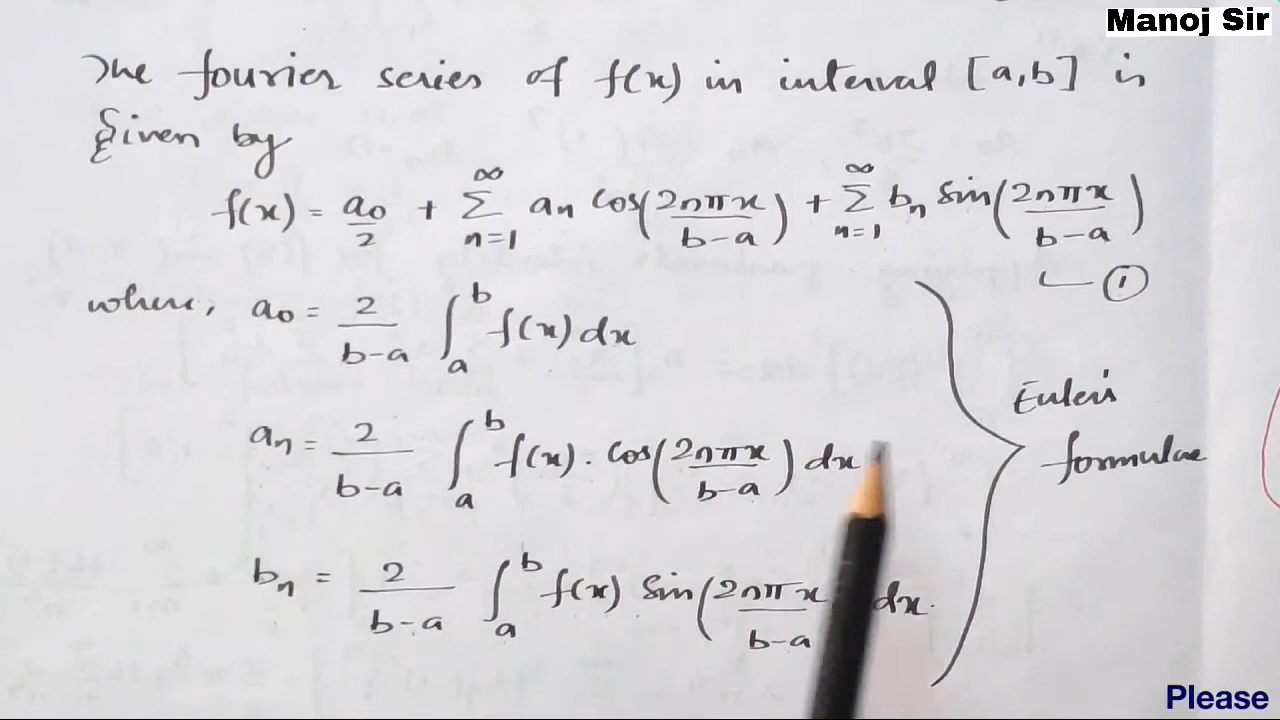 Manoj Sir
The fourier series of f(x) in interval [a,b] is
given by
f(x) = a₀/2 + ∑_{n=1}^{∞} aₙ cos(2nπx/b-a) + ∑_{n=1}^{∞} bₙ sin(2nπx/b-a)
①
where, a₀ = 2/b-a ∫_a^b f(x) dx
aₙ = 2/b-a ∫_a^b f(x) . cos(2nπx/b-a) dx
Euler's
formulae
bₙ = 2/b-a ∫_a^b f(x) sin(2nπx/b-a dx.
Please